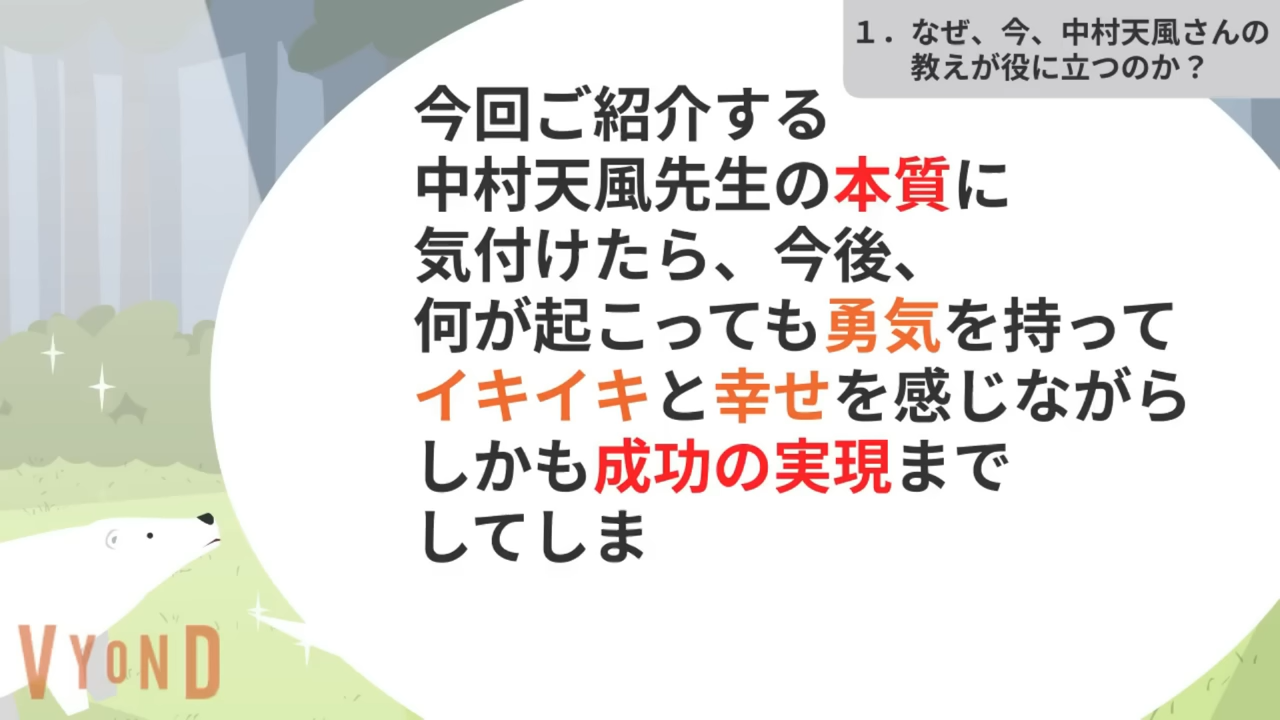 １．なぜ、今、中村天風さんの
教えが役に立つのか？
今回ご紹介する
中村天風先生の本質に
気付けたら、今後、
何が起こっても勇気を持って
イキイキと幸せを感じながら
しかも成功の実現まで
してしま
VYOND